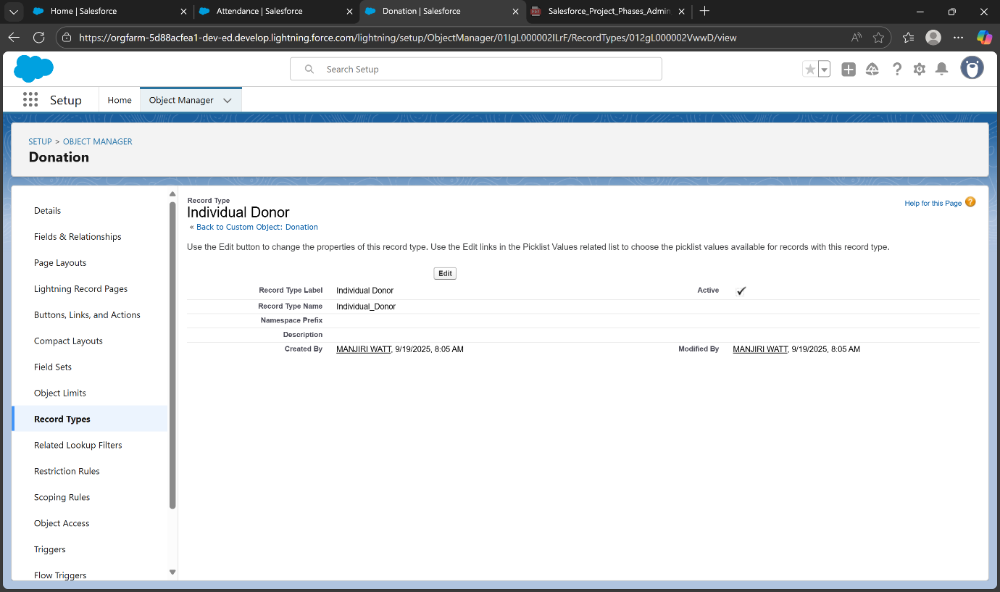 Home | Salesforce
Attendance | Salesforce
Donation | Salesforce
Salesforce_Project_Phases_Admin
https://orgfarm-5d88acfea1-dev-ed.develop.lightning.force.com/lightning/setup/ObjectManager/01IgL000002ILrF/RecordTypes/012gL000002VwwD/view
Search Setup
Setup
Home
Object Manager
SETUP > OBJECT MANAGER
Donation
Details
Fields & Relationships
Page Layouts
Lightning Record Pages
Buttons, Links, and Actions
Compact Layouts
Field Sets
Object Limits
Record Types
Related Lookup Filters
Restriction Rules
Scoping Rules
Object Access
Triggers
Flow Triggers
Record Type
Individual Donor
« Back to Custom Object: Donation
Help for this Page ?
Use the Edit button to change the properties of this record type. Use the Edit links in the Picklist Values related list to choose the picklist values available for records with this record type.
Edit
Record Type Label Individual Donor Active ✓
Record Type Name Individual_Donor
Namespace Prefix
Description
Created By MANJIRI WATT, 9/19/2025, 8:05 AM Modified By MANJIRI WATT, 9/19/2025, 8:05 AM